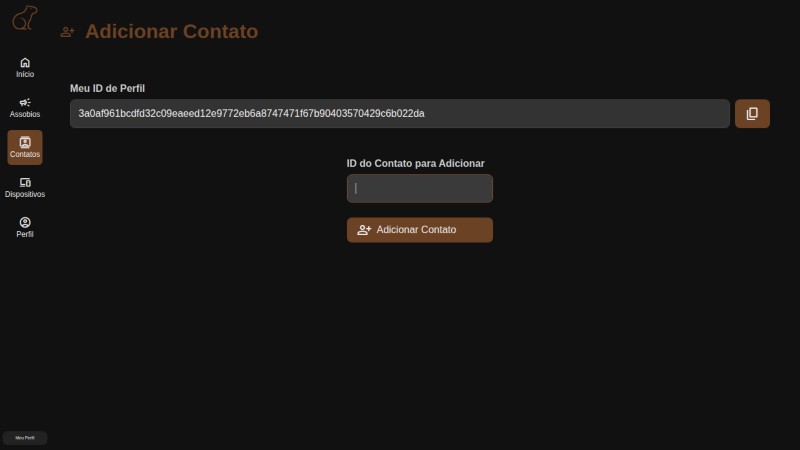 Adicionar Contato
Início
Assobios
Contatos
Dispositivos
Perfil
Meu ID de Perfil
3a0af961bcdfd32c09eaeed12e9772eb6a8747471f67b90403570429c6b022da
ID do Contato para Adicionar
Adicionar Contato
Meu Perfil